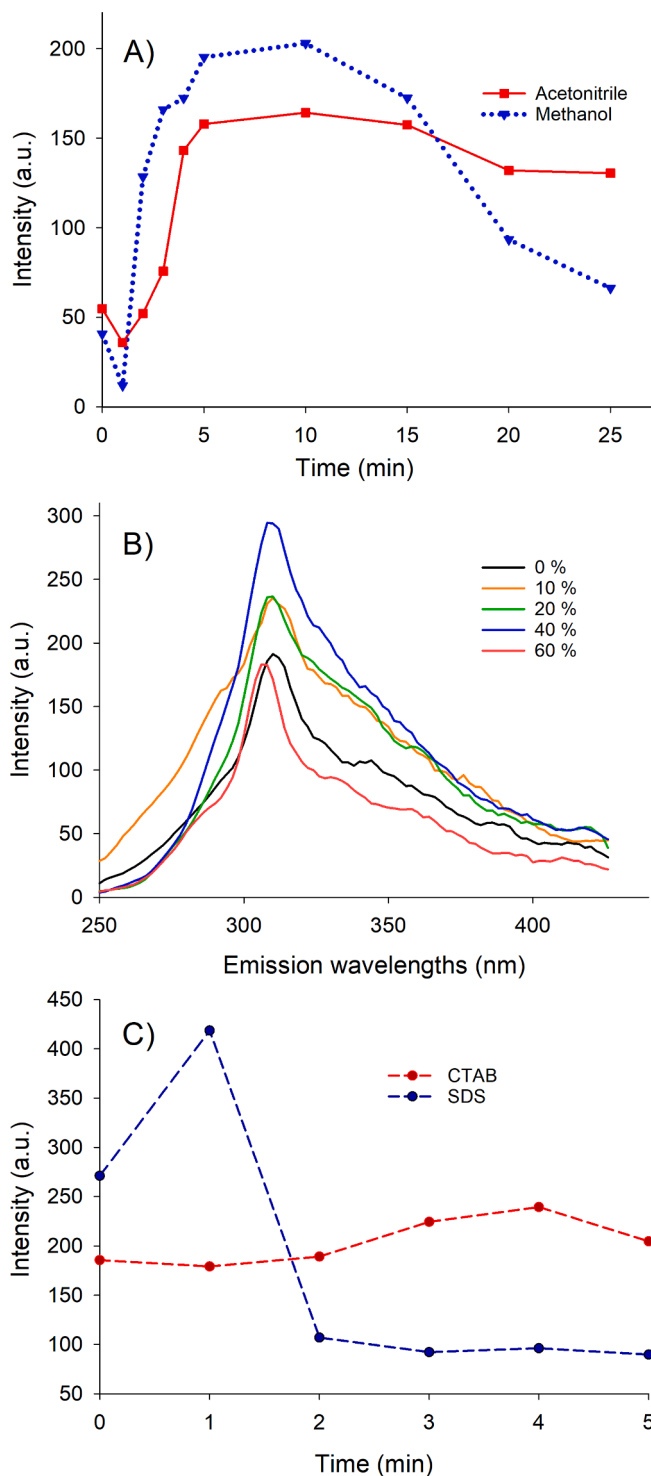 A)
Intensity (a.u.)
200
150
100
50
0
Acetonitrile
Methanol
0 5 10 15 20 25
Time (min)
B)
Intensity (a.u.)
300
250
200
150
100
50
0
0 %
10 %
20 %
40 %
60 %
250 300 350 400
Emission wavelengths (nm)
C)
Intensity (a.u.)
450
400
350
300
250
200
150
100
50
CTAB
SDS
0 1 2 3 4 5
Time (min)